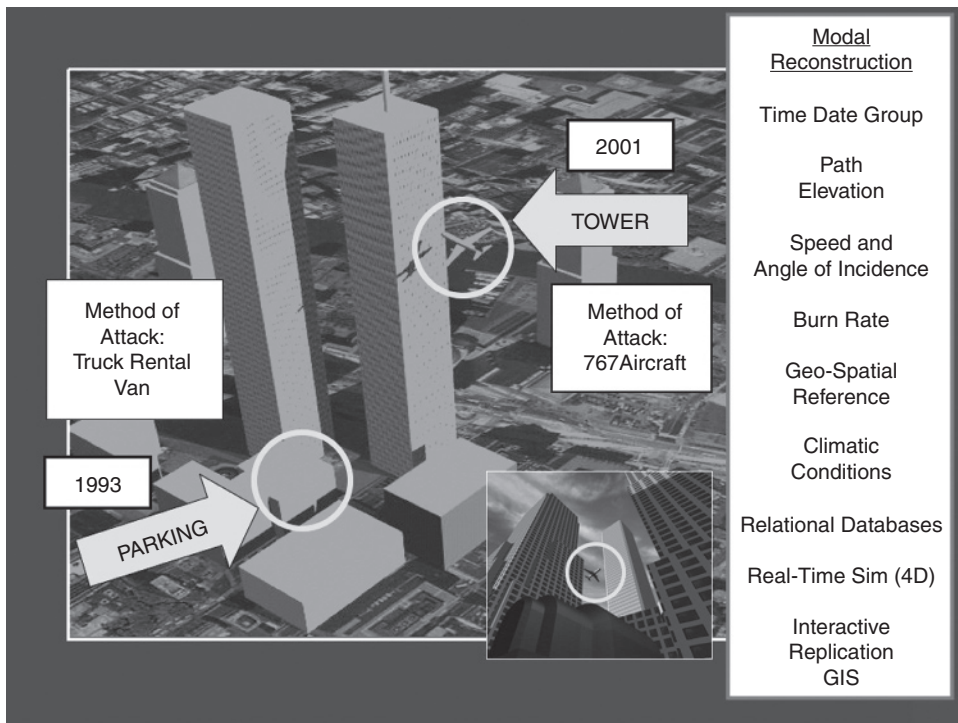 2001
TOWER
Method of
Attack:
767Aircraft
Method of
Attack:
Truck Rental
Van
1993
PARKING
Modal
Reconstruction
Time Date Group
Path
Elevation
Speed and
Angle of Incidence
Burn Rate
Geo-Spatial
Reference
Climatic
Conditions
Relational Databases
Real-Time Sim (4D)
Interactive
Replication
GIS